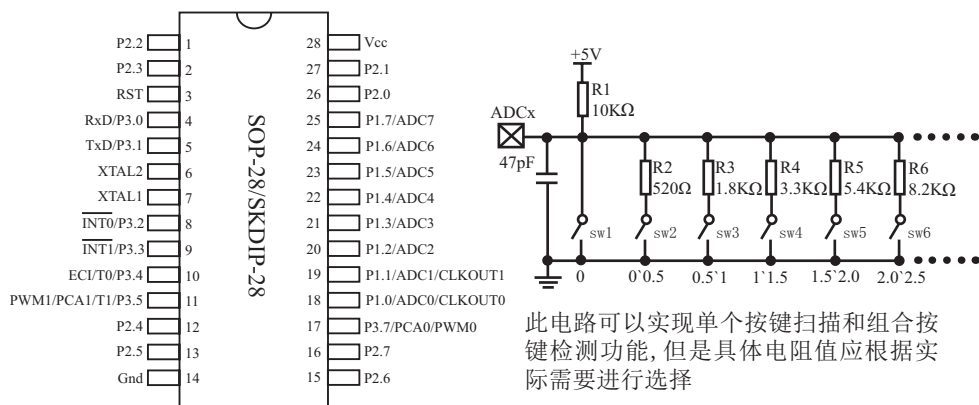 P2.2 1
P2.3 2
RST 3
RxD/P3.0 4
TxD/P3.1 5
XTAL2 6
XTAL1 7
INT0/P3.2 8
INT1/P3.3 9
ECI/T0/P3.4 10
PWM1/PCA1/T1/P3.5 11
P2.4 12
P2.5 13
Gnd 14
SOP-28/SKDIP-28
28 Vcc
27 P2.1
26 P2.0
25 P1.7/ADC7
24 P1.6/ADC6
23 P1.5/ADC5
22 P1.4/ADC4
21 P1.3/ADC3
20 P1.2/ADC2
19 P1.1/ADC1/CLKOUT1
18 P1.0/ADC0/CLKOUT0
17 P3.7/PCA0/PWM0
16 P2.7
15 P2.6
+5V
R1
10KΩ
ADCx
47pF
R2
520Ω
R3
1.8KΩ
R4
3.3KΩ
R5
5.4KΩ
R6
8.2KΩ
sw1 sw2 sw3 sw4 sw5 sw6
0 0`0.5 0.5`1 1`1.5 1.5`2.0 2.0`2.5
此电路可以实现单个按键扫描和组合按
键检测功能,但是具体电阻值应根据实
际需要进行选择